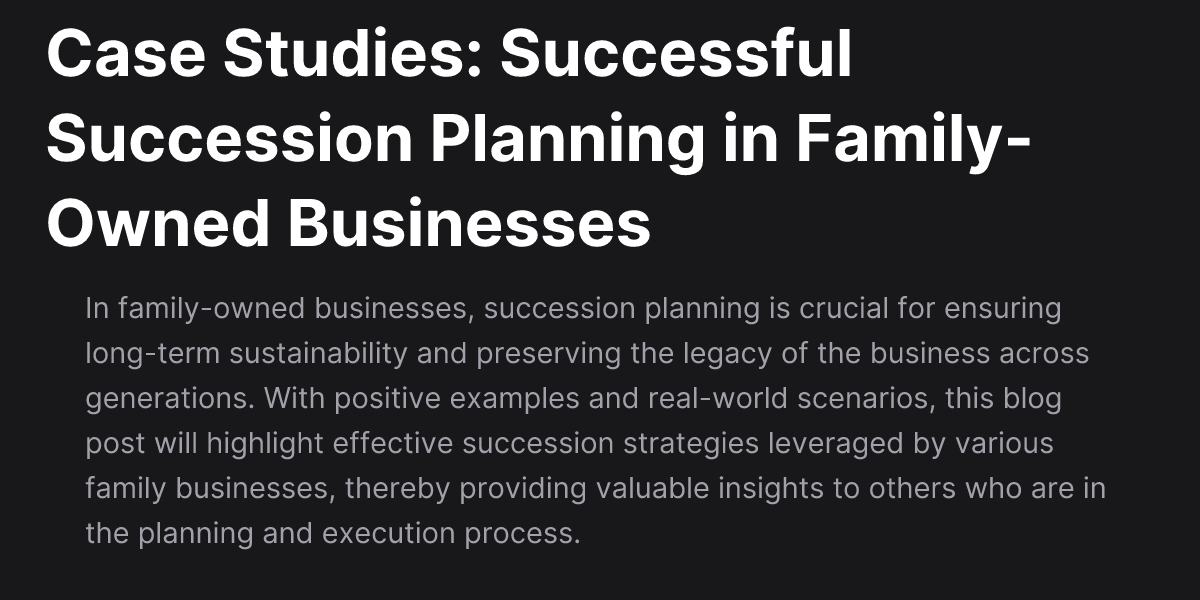 Case Studies: Successful
Succession Planning in Family-
Owned Businesses
In family-owned businesses, succession planning is crucial for ensuring
long-term sustainability and preserving the legacy of the business across
generations. With positive examples and real-world scenarios, this blog
post will highlight effective succession strategies leveraged by various
family businesses, thereby providing valuable insights to others who are in
the planning and execution process.